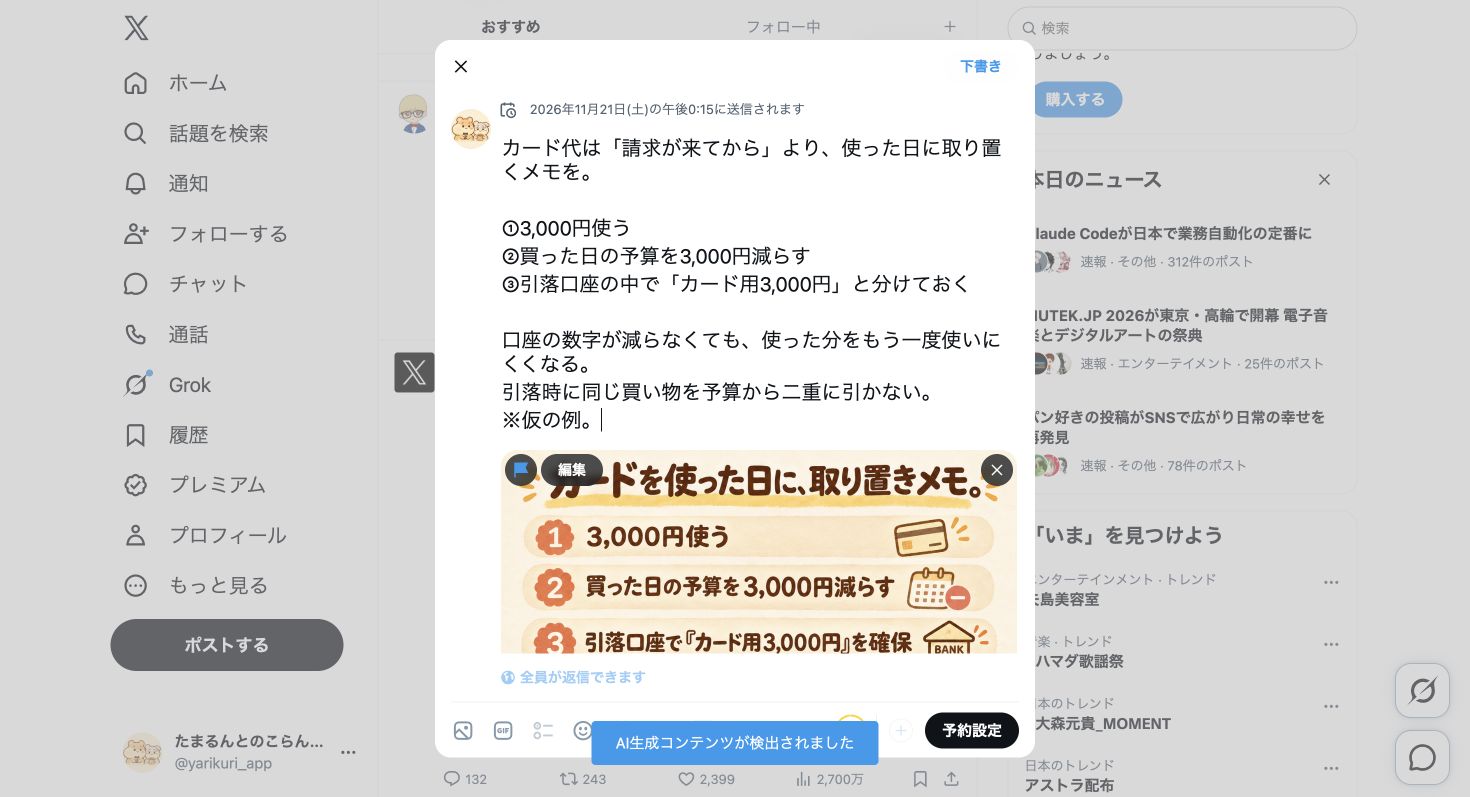 おすすめ
フォロー中
検索
ホーム
話題を検索
通知
フォローする
チャット
通話
Grok
履歴
プレミアム
プロフィール
もっと見る
ポストする
たまるんとのこらん...
@yarikuri_app
下書き
2026年11月21日(土)の午後0:15に送信されます
カード代は「請求が来てから」より、使った日に取り置
くメモを。
①3,000円使う
②買った日の予算を3,000円減らす
③引落口座の中で「カード用3,000円」と分けておく
口座の数字が減らなくても、使った分をもう一度使いに
くくなる。
引落時に同じ買い物を予算から二重に引かない。
※仮の例。
編集
カードを使った日に、取り置きメモ。
1 3,000円使う
2 買った日の予算を3,000円減らす
3 引落口座で『カード用3,000円』を確保
BANK
全員が返信できます
GIF
予約設定
AI生成コンテンツが検出されました
132
243
2,399
2,700万
購入する
本日のニュース
laude Codeが日本で業務自動化の定番に
速報・その他・312件のポスト
UTEK.JP 2026が東京・高輪で開幕 電子音
楽とデジタルアートの祭典
速報・エンターテイメント・25件のポスト
パン好きの投稿がSNSで広がり日常の幸せを
再発見
速報・その他・78件のポスト
「いま」を見つけよう
エンターテインメント・トレンド
矢島美容室
音楽・トレンド
ハマダ歌謡祭
日本のトレンド
大森元貴_MOMENT
日本のトレンド
アストラ配布